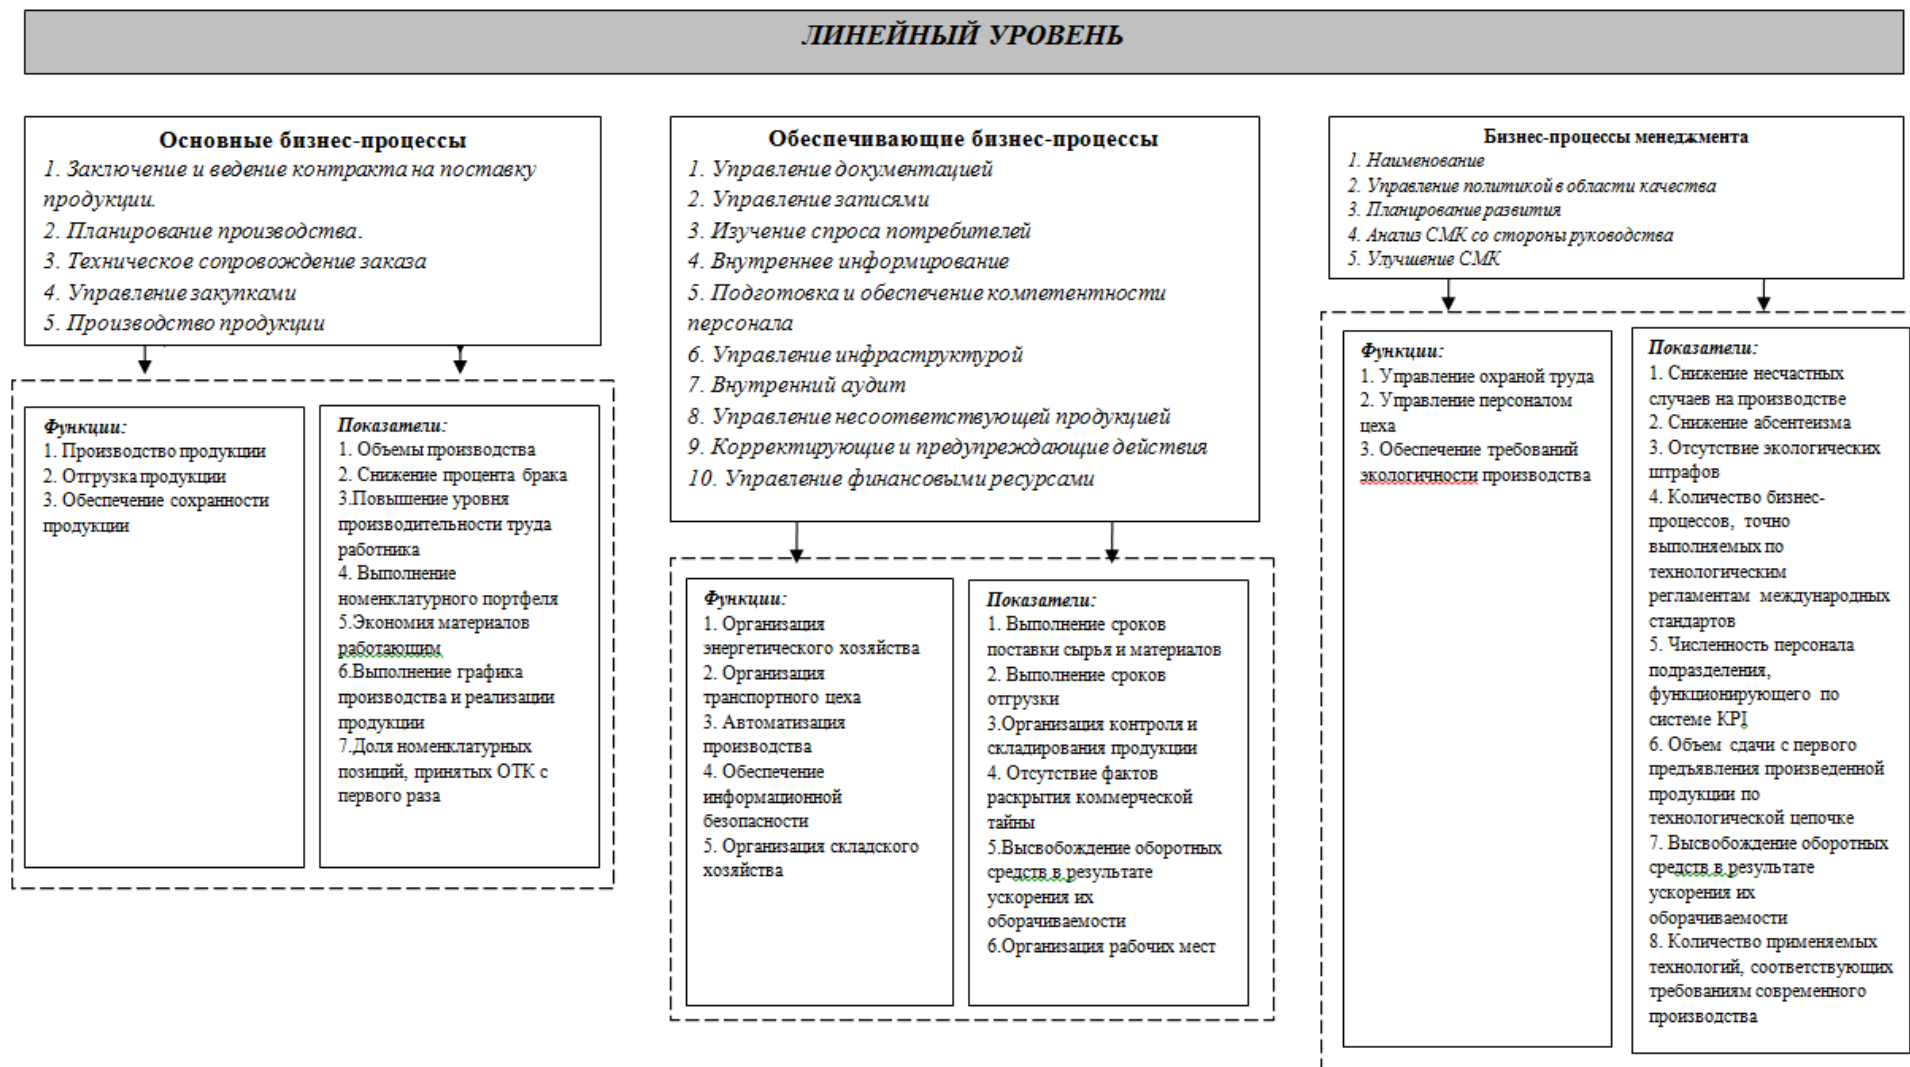 ЛИНЕЙНЫЙ УРОВЕНЬ
Основные бизнес-процессы
1. Заключение и ведение контракта на поставку
продукции.
2. Планирование производства.
3. Техническое сопровождение заказа
4. Управление закупками
5. Производство продукции
Функции:
1. Производство продукции
2. Отгрузка продукции
3. Обеспечение сохранности
продукции
Показатели:
1. Объемы производства
2. Снижение процента брака
3.Повышение уровня
производительности труда
работника
4. Выполнение
номенклатурного портфеля
5.Экономия материалов
работающим
6.Выполнение графика
производства и реализации
продукции
7.Доля номенклатурных
позиций, принятых ОТК с
первого раза
Обеспечивающие бизнес-процессы
1. Управление документацией
2. Управление записями
3. Изучение спроса потребителей
4. Внутреннее информирование
5. Подготовка и обеспечение компетентности
персонала
6. Управление инфраструктурой
7. Внутренний аудит
8. Управление несоответствующей продукцией
9. Корректирующие и предупреждающие действия
10. Управление финансовыми ресурсами
Функции:
1. Организация
энергетического хозяйства
2. Организация
транспортного цеха
3. Автоматизация
производства
4. Обеспечение
информационной
безопасности
5. Организация складского
хозяйства
Показатели:
1. Выполнение сроков
поставки сырья и материалов
2. Выполнение сроков
отгрузки
3.Организация контроля и
складирования продукции
4. Отсутствие фактов
раскрытия коммерческой
тайны
5.Высвобождение оборотных
средств в результате
ускорения их
оборачиваемости
6.Организация рабочих мест
Бизнес-процессы менеджмента
1. Наименование
2. Управление политикой в области качества
3. Планирование развития
4. Анализ СМК со стороны руководства
5. Улучшение СМК
Функции:
1. Управление охраной труда
2. Управление персоналом
цеха
3. Обеспечение требований
экологичности производства
Показатели:
1. Снижение несчастных
случаев на производстве
2. Снижение абсентеизма
3. Отсутствие экологических
штрафов
4. Количество бизнес-
процессов, точно
выполняемых по
технологическим
регламентам международных
стандартов
5. Численность персонала
подразделения,
функционирующего по
системе KPI
6. Объем сдачи с первого
предъявления произведенной
продукции по
технологической цепочке
7. Высвобождение оборотных
средств в результате
ускорения их
оборачиваемости
8. Количество применяемых
технологий, соответствующих
требованиям современного
производства